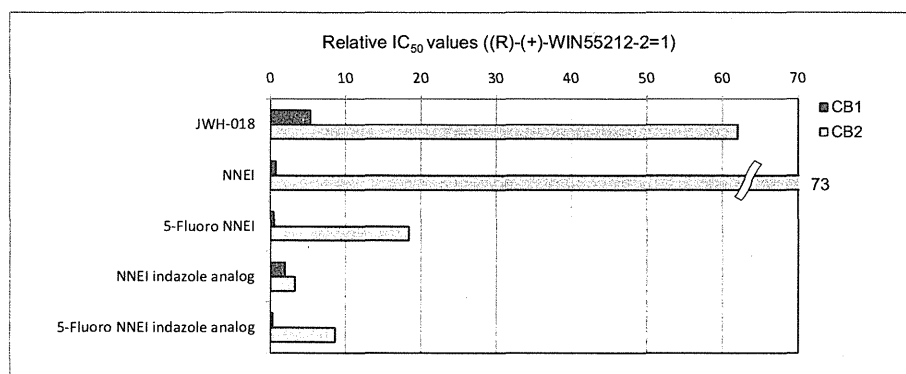 Relative IC50 values ((R)-(+)-WIN55212-2=1)
0 10 20 30 40 50 60 70
JWH-018
NNEI
5-Fluoro NNEI
NNEI indazole analog
5-Fluoro NNEI indazole analog
CB1
CB2
73